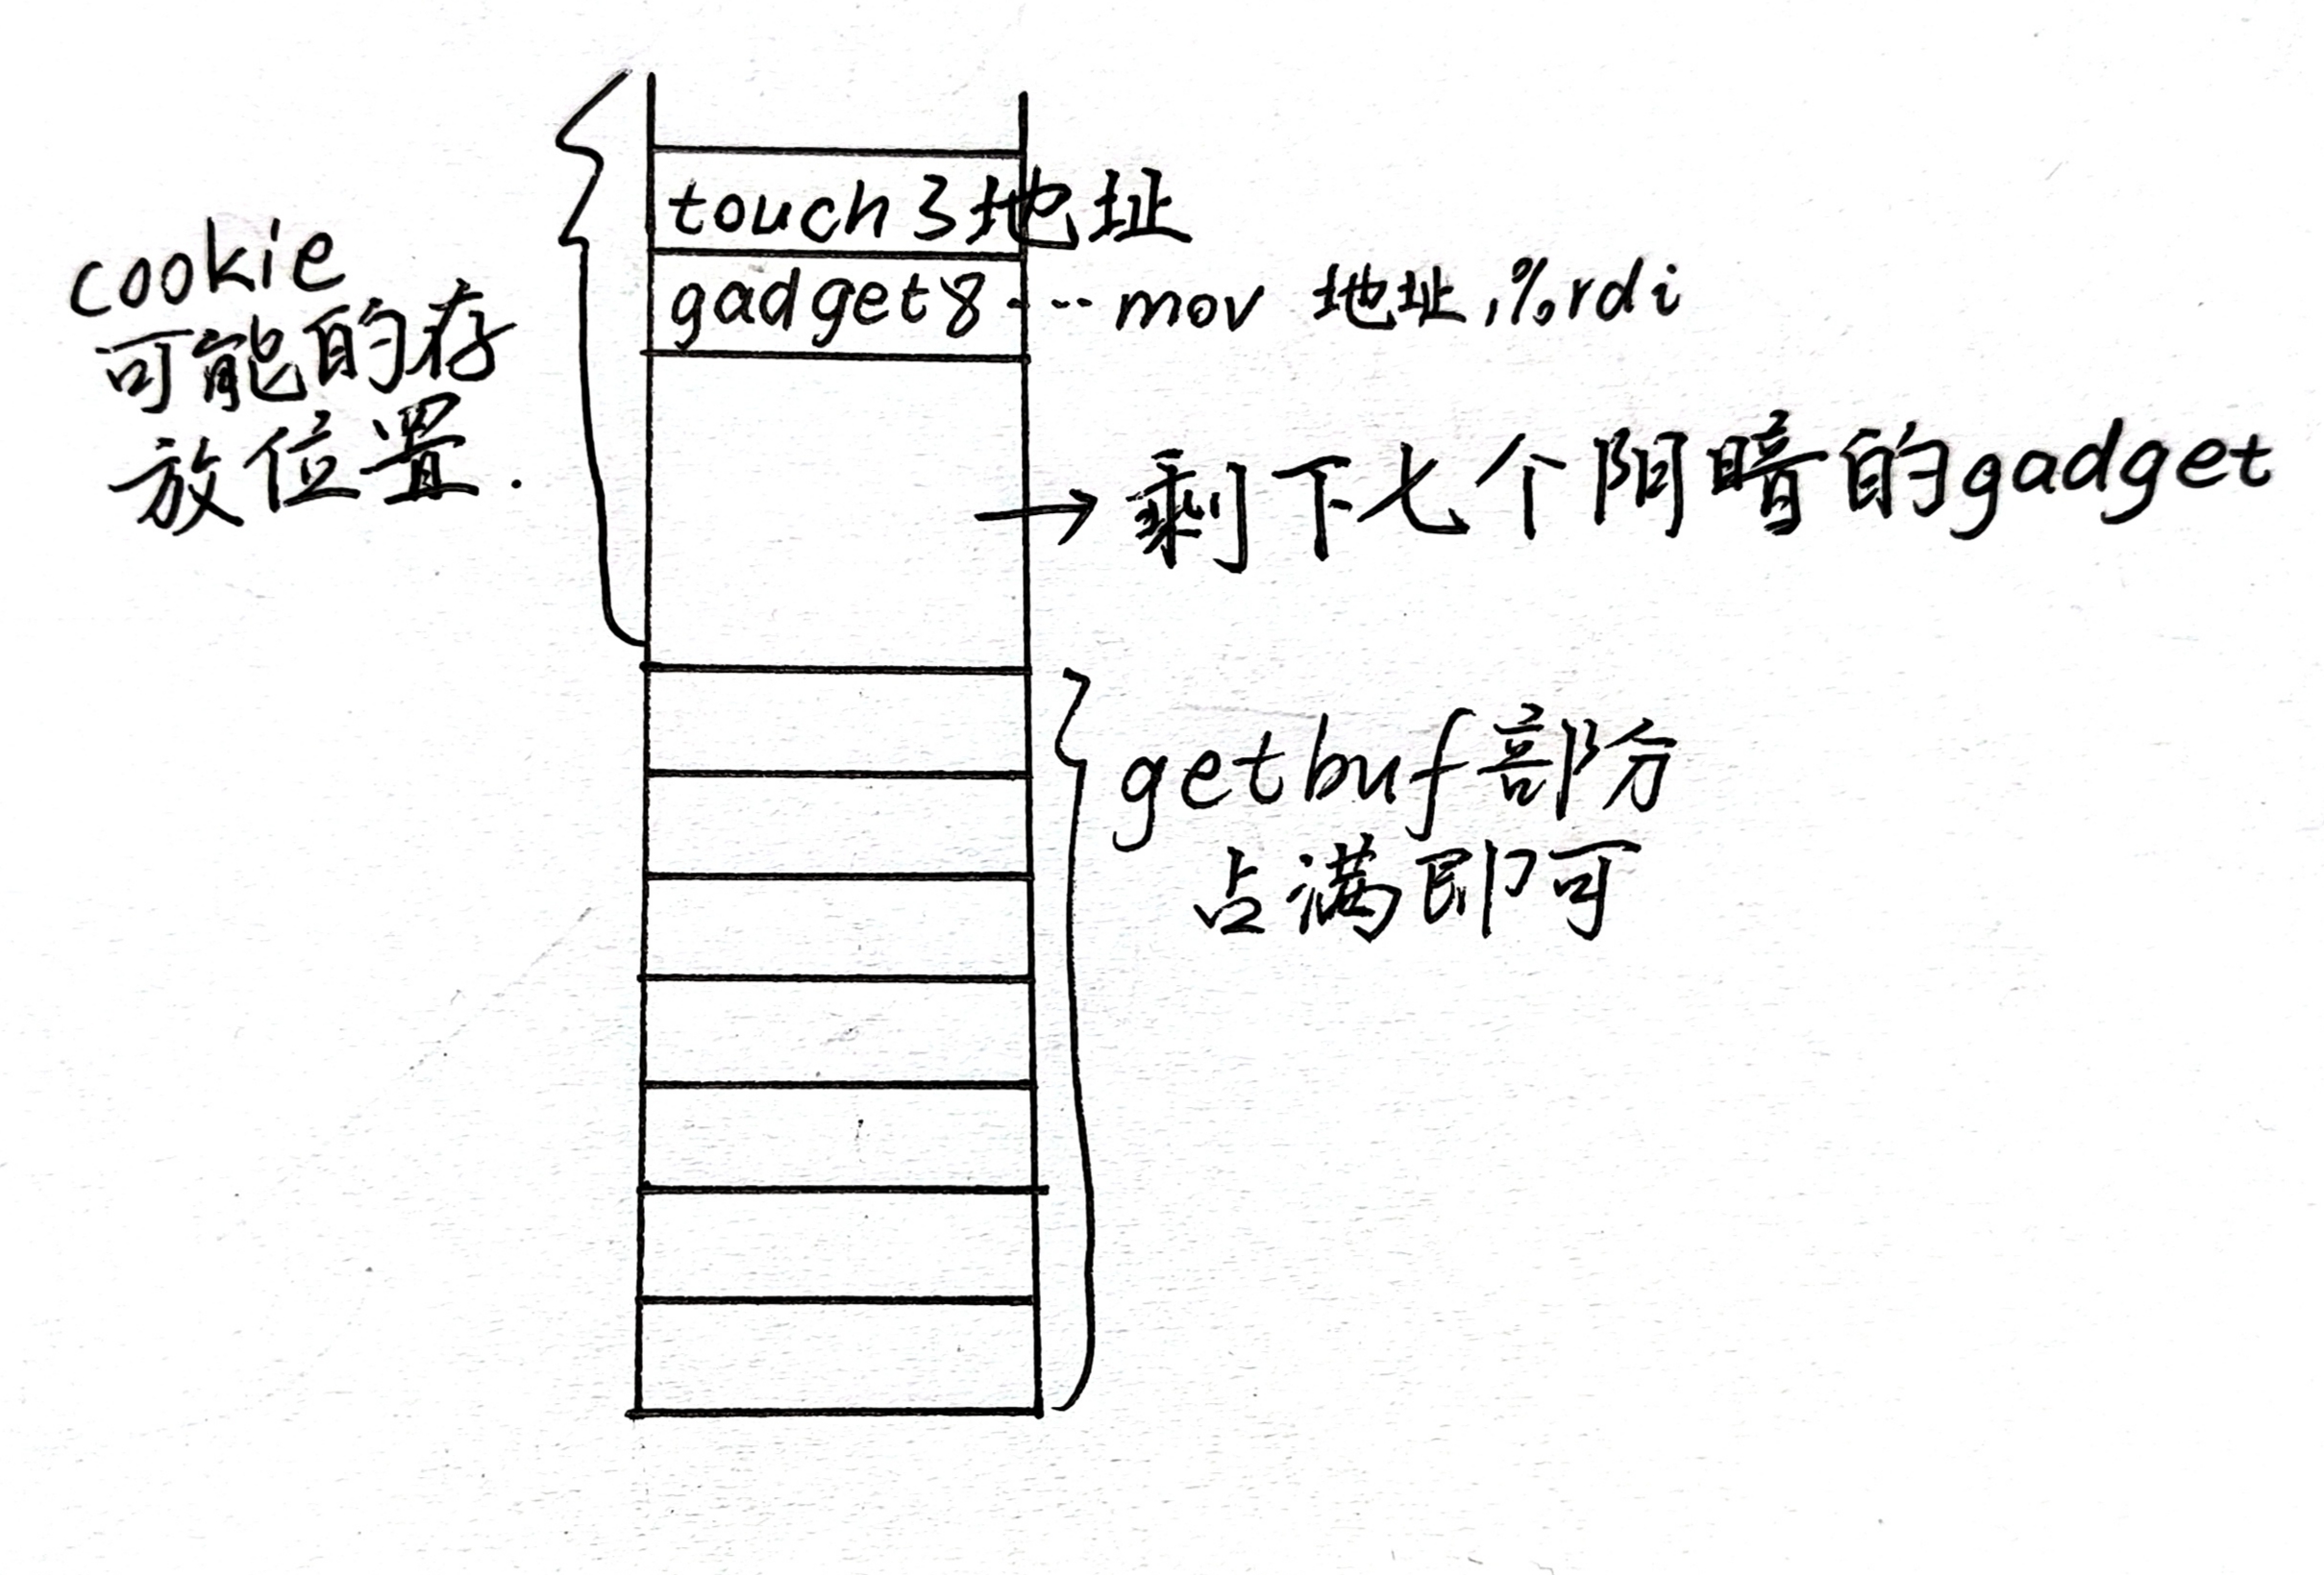 cookie
可能的存
放位置.
touch3地址
gadget8···mov 地址,%rdi
→剩下七个阴暗的gadget
getbuf部分
占满即可